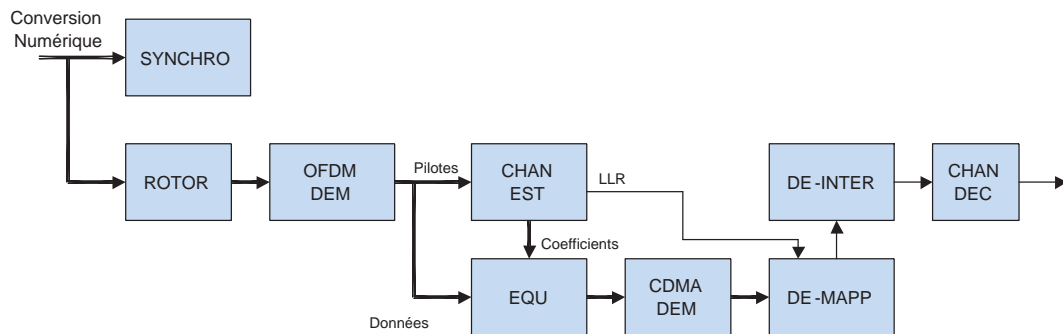 Conversion
Numérique
SYNCHRO
ROTOR
OFDM
DEM
Pilotes
CHAN
EST
LLR
DE-INTER
CHAN
DEC
Coefficients
Données
EQU
CDMA
DEM
DE-MAPP